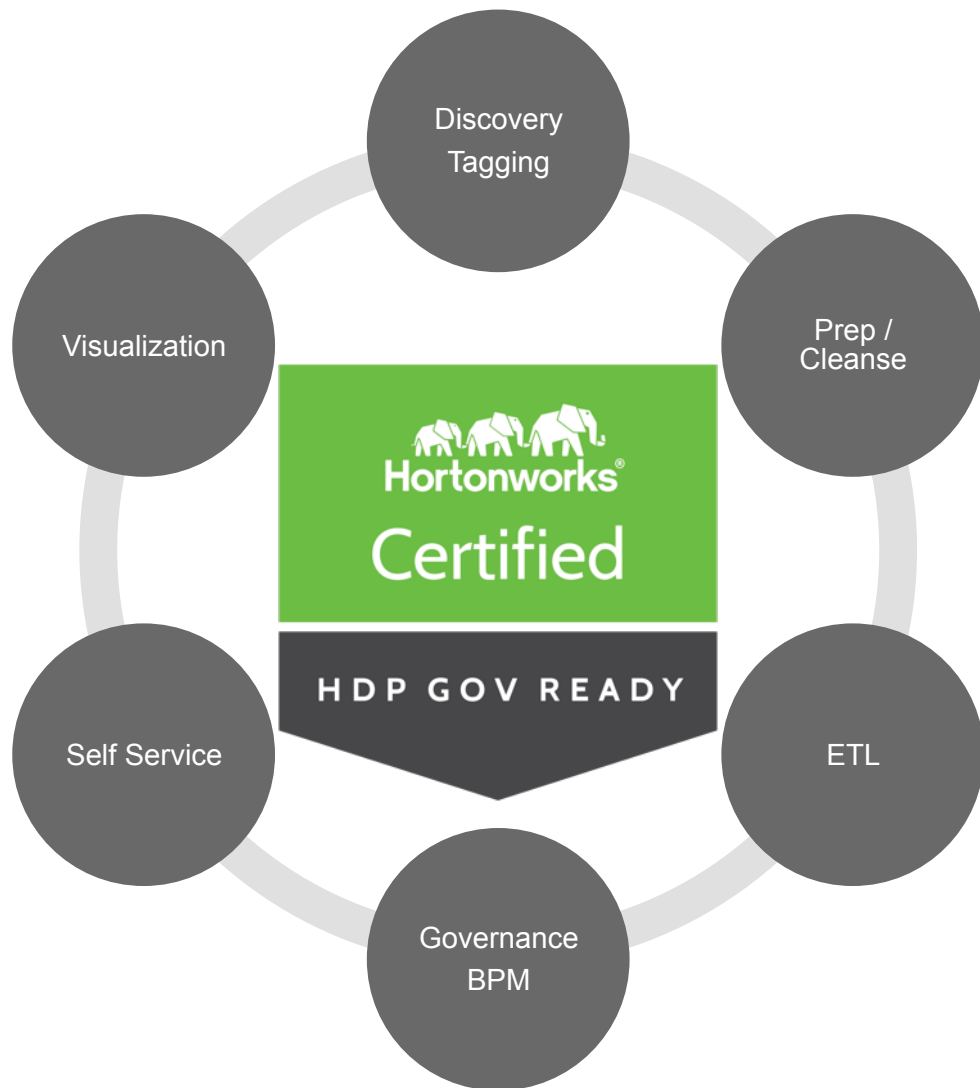 Discovery
Tagging
Visualization
Prep /
Cleanse
Hortonworks®
Certified
HDP GOV READY
Self Service
ETL
Governance
BPM